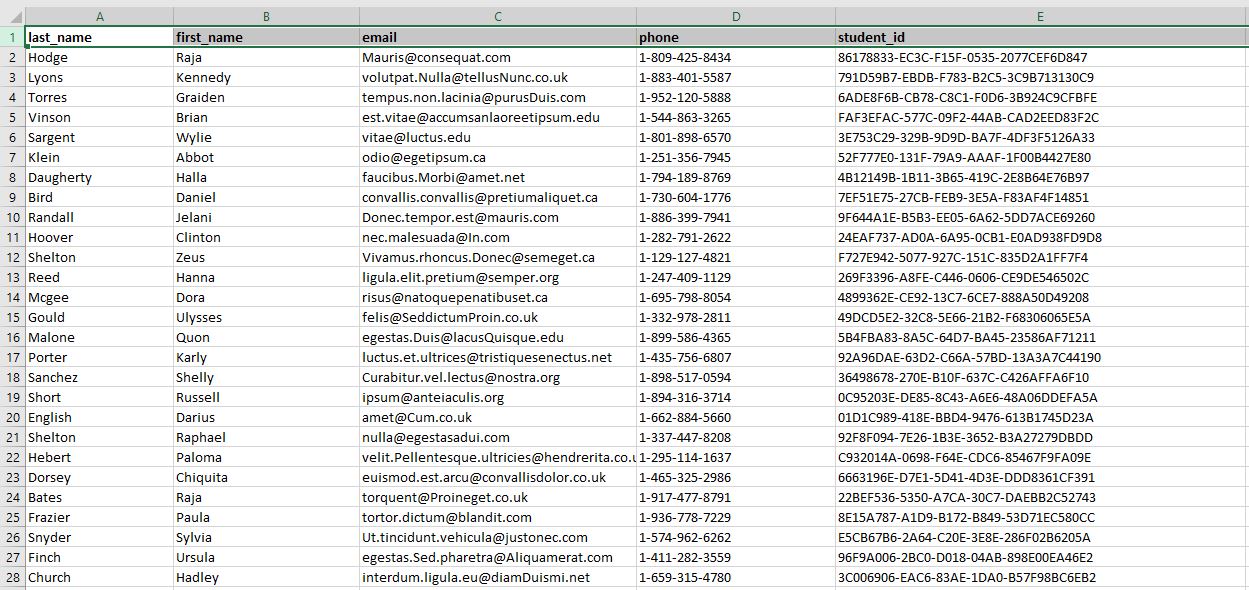 A B C D E
1 last_name first_name email phone student_id
2 Hodge Raja Mauris@consequat.com 1-809-425-8434 86178833-EC3C-F15F-0535-2077CEF6D847
3 Lyons Kennedy volutpat.Nulla@tellusNunc.co.uk 1-883-401-5587 791D59B7-EBDB-F783-B2C5-3C9B713130C9
4 Torres Graiden tempus.non.lacinia@purusDuis.com 1-952-120-5888 6ADE8F6B-CB78-C8C1-F0D6-3B924C9CFBFE
5 Vinson Brian est.vitae@accumsanlaoreetipsum.edu 1-544-863-3265 FAF3EFAC-577C-09F2-44AB-CAD2EED83F2C
6 Sargent Wylie vitae@luctus.edu 1-801-898-6570 3E753C29-329B-9D9D-BA7F-4DF3F5126A33
7 Klein Abbot odio@egetipsum.ca 1-251-356-7945 52F777E0-131F-79A9-AAAF-1F00B4427E80
8 Daugherty Halla faucibus.Morbi@amet.net 1-794-189-8769 4B12149B-1B11-3B65-419C-2E8B64E76B97
9 Bird Daniel convallis.convallis@pretiumaliquet.ca 1-730-604-1776 7EF51E75-27CB-FEB9-3E5A-F83AF4F14851
10 Randall Jelani Donec.tempor.est@mauris.com 1-886-399-7941 9F644A1E-B5B3-EE05-6A62-5DD7ACE69260
11 Hoover Clinton nec.malesuada@In.com 1-282-791-2622 24EAF737-AD0A-6A95-0CB1-E0AD938FD9D8
12 Shelton Zeus Vivamus.rhoncus.Donec@semeget.ca 1-129-127-4821 F727E942-5077-927C-151C-835D2A1FF7F4
13 Reed Hanna ligula.elit.pretium@semper.org 1-247-409-1129 269F3396-A8FE-C446-0606-CE9DE546502C
14 Mcgee Dora risus@natoquepenatibuset.ca 1-695-798-8054 4899362E-CE92-13C7-6CE7-888A50D49208
15 Gould Ulysses felis@SeddictumProin.co.uk 1-332-978-2811 49DCD5E2-32C8-5E66-21B2-F68306065E5A
16 Malone Quon egestas.Duis@lacusQuisque.edu 1-899-586-4365 5B4FBA83-8A5C-64D7-BA45-23586AF71211
17 Porter Karly luctus.et.ultrices@tristiquesenectus.net 1-435-756-6807 92A96DAE-63D2-C66A-57BD-13A3A7C44190
18 Sanchez Shelly Curabitur.vel.lectus@nostra.org 1-898-517-0594 36498678-270E-B10F-637C-C426AFFA6F10
19 Short Russell ipsum@anteiaculis.org 1-894-316-3714 0C95203E-DE85-8C43-A6E6-48A06DDEFA5A
20 English Darius amet@Cum.co.uk 1-662-884-5660 01D1C989-418E-BBD4-9476-613B1745D23A
21 Shelton Raphael nulla@egestasadui.com 1-337-447-8208 92F8F094-7E26-1B3E-3652-B3A27279DBDD
22 Hebert Paloma velit.Pellentesque.ultricies@hendrerita.co.u 1-295-114-1637 C932014A-0698-F64E-CDC6-85467F9FA09E
23 Dorsey Chiquita euismod.est.arcu@convallisdolor.co.uk 1-465-325-2986 6663196E-D7E1-5D41-4D3E-DDD8361CF391
24 Bates Raja torquent@Proineget.co.uk 1-917-477-8791 22BEF536-5350-A7CA-30C7-DAEBB2C52743
25 Frazier Paula tortor.dictum@blandit.com 1-936-778-7229 8E15A787-A1D9-B172-B849-53D71EC580CC
26 Snyder Sylvia Ut.tincidunt.vehicula@justonec.com 1-574-962-6262 E5CB67B6-2A64-C20E-3E8E-286F02B6205A
27 Finch Ursula egestas.Sed.pharetra@Aliquamerat.com 1-411-282-3559 96F9A006-2BC0-D018-04AB-898E00EA46E2
28 Church Hadley interdum.ligula.eu@diamDuismi.net 1-659-315-4780 3C006906-EAC6-83AE-1DA0-B57F98BC6EB2